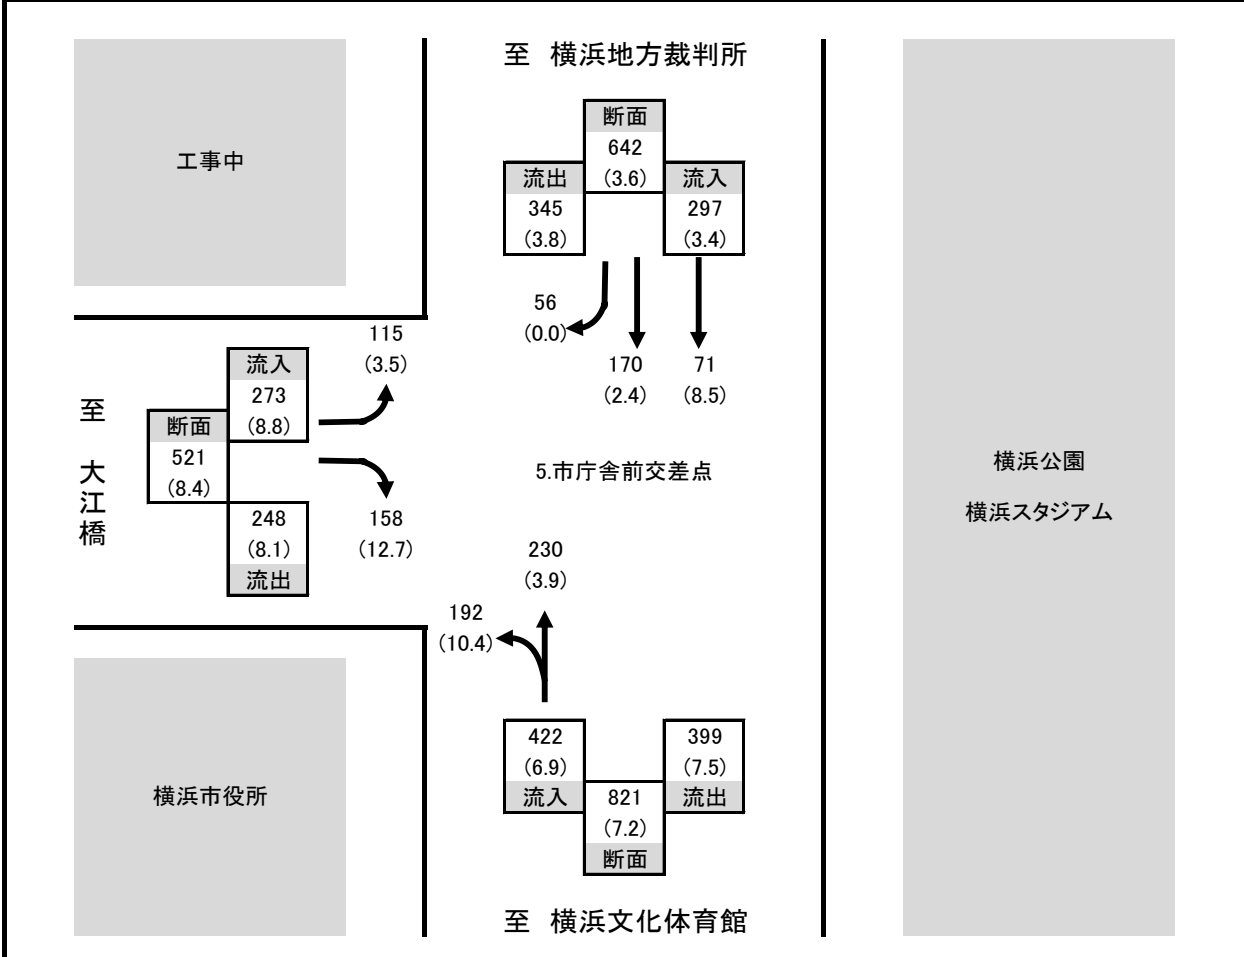 至 横浜地方裁判所
断面
642
(3.6)
流出
345
(3.8)
流入
297
(3.4)
工事中
56
(0.0)
170
(2.4)
71
(8.5)
115
(3.5)
流入
273
(8.8)
断面
521
(8.4)
248
(8.1)
流出
至 大江橋
158
(12.7)
5.市庁舎前交差点
横浜公園
横浜スタジアム
230
(3.9)
192
(10.4)
422
(6.9)
流入
399
(7.5)
流出
821
(7.2)
断面
横浜市役所
至 横浜文化体育館